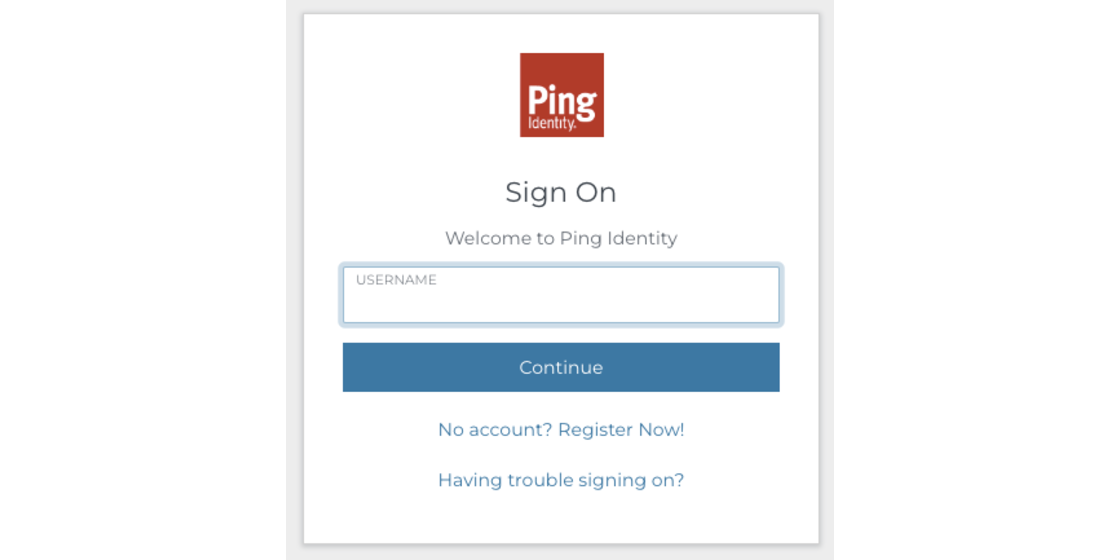 Ping
Identity.
Sign On
Welcome to Ping Identity
USERNAME
Continue
No account? Register Now!
Having trouble signing on?